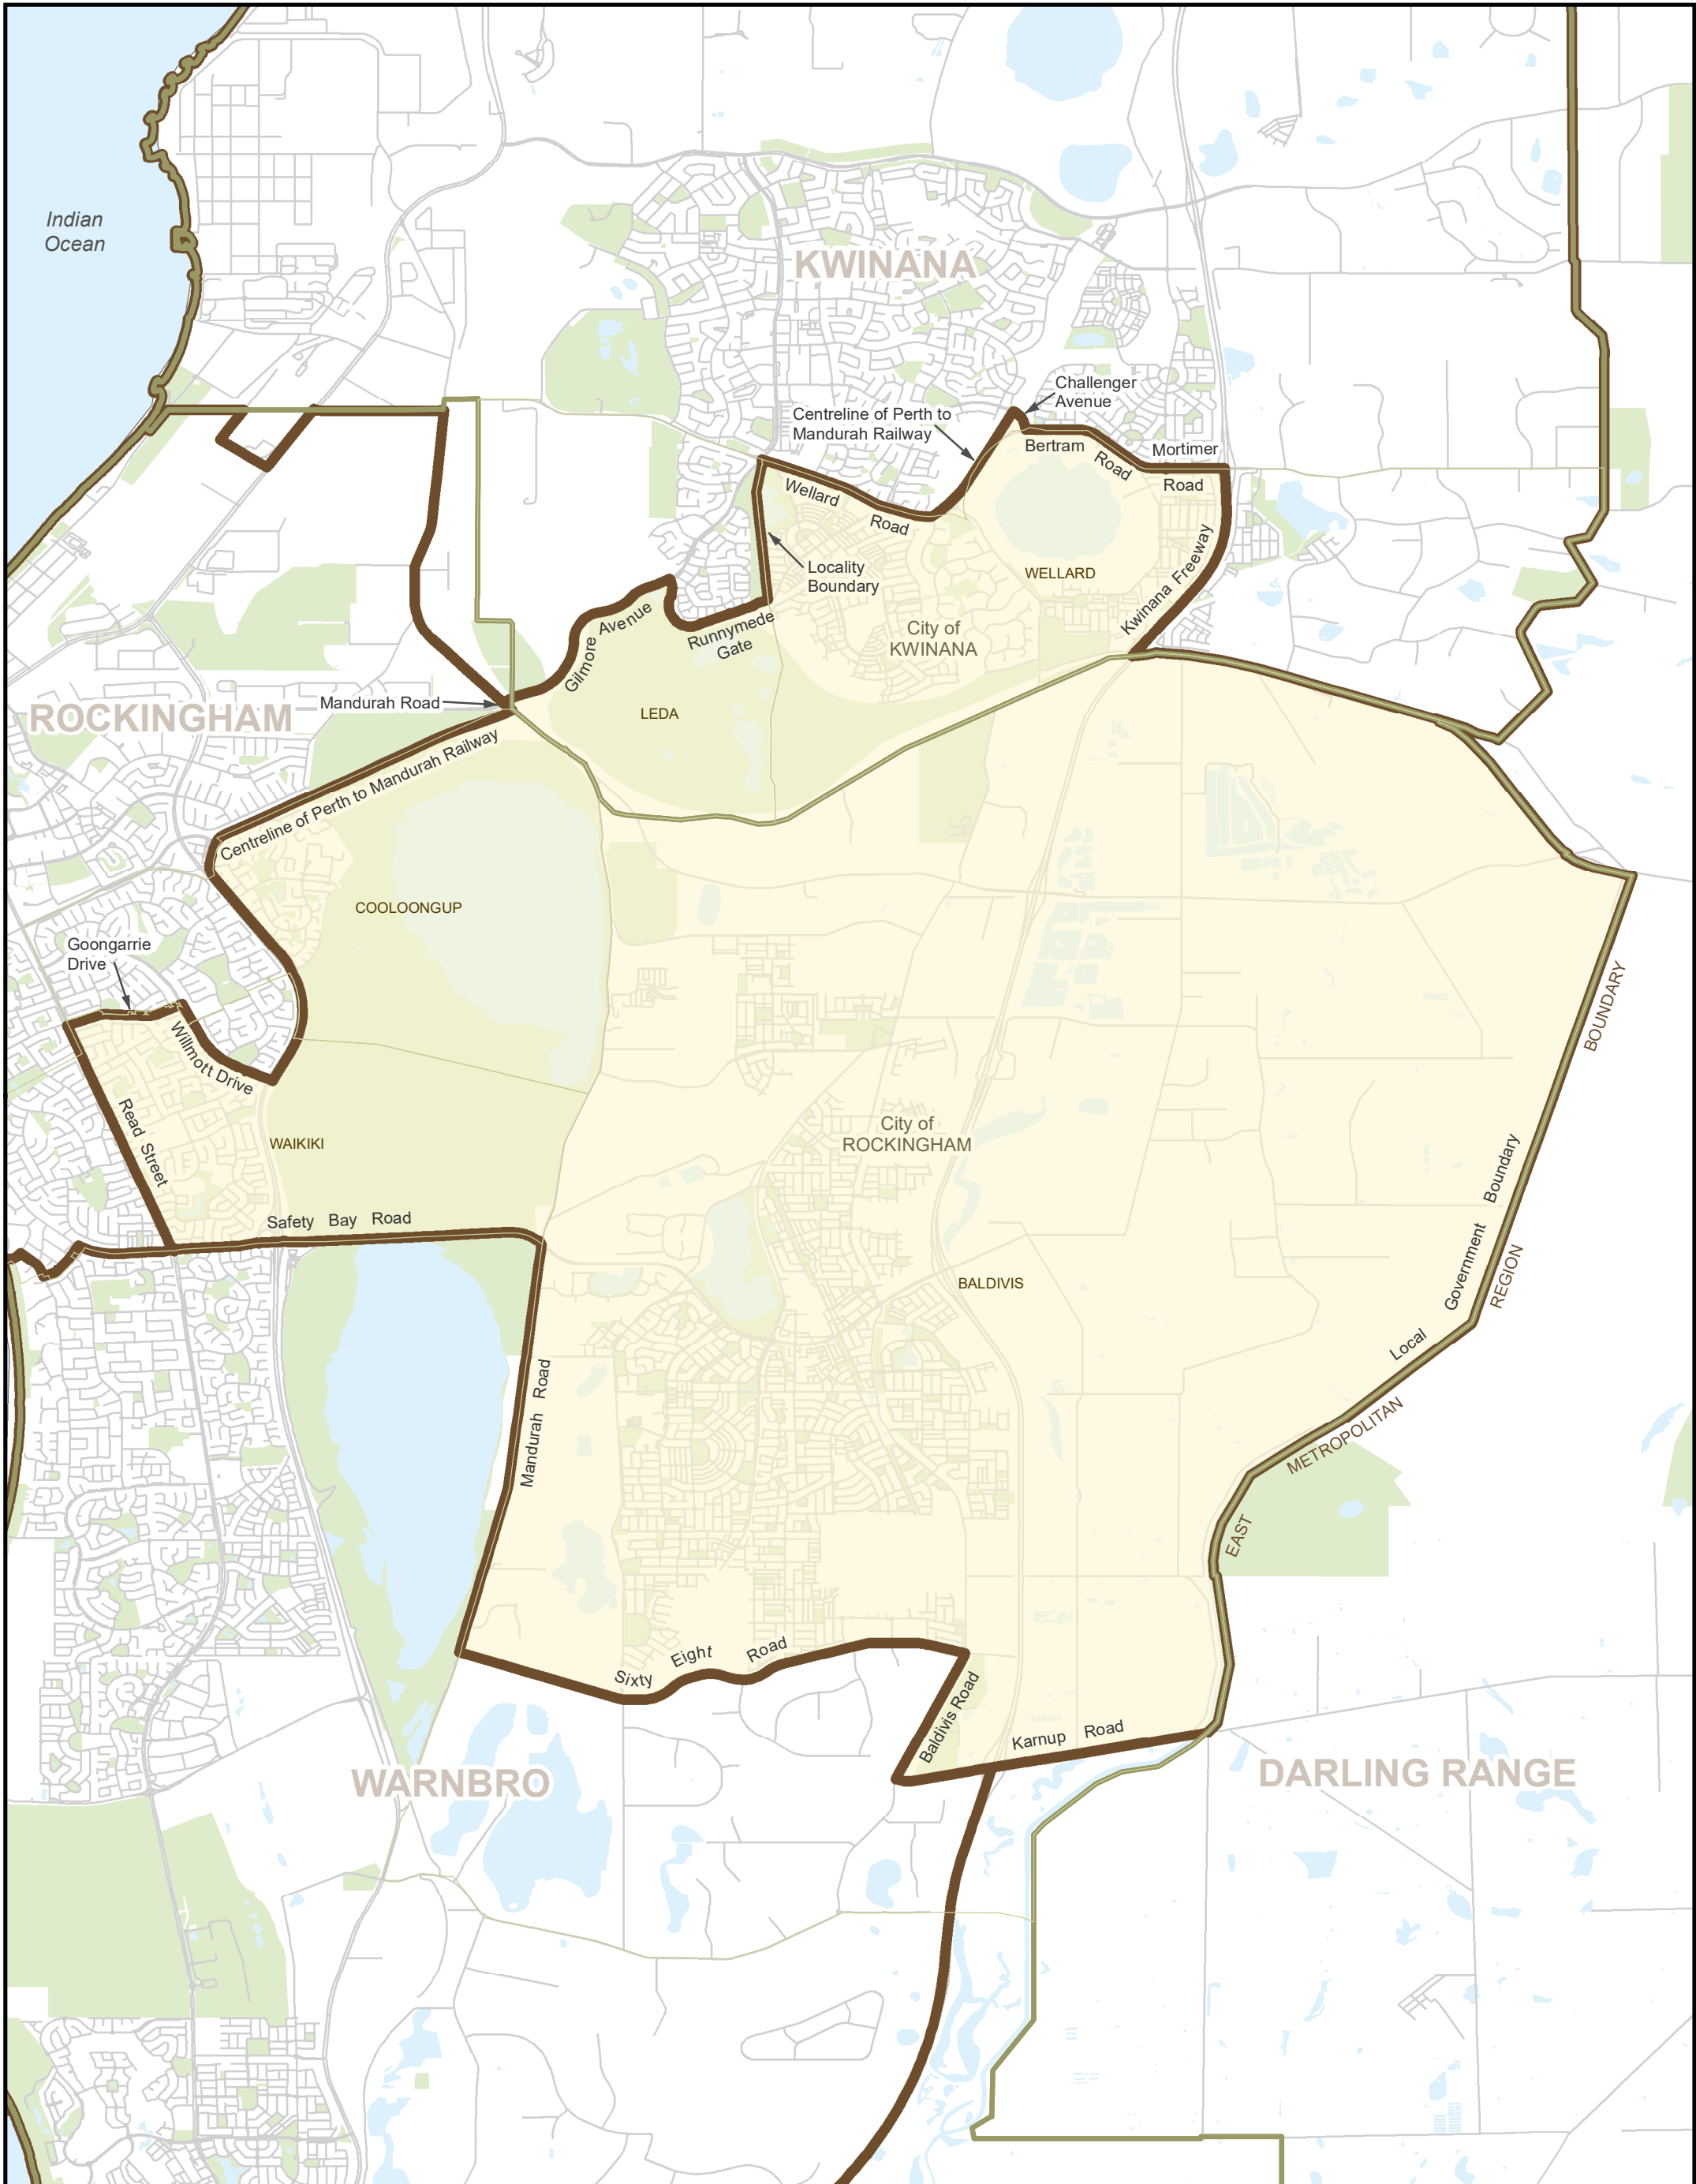 Indian
Ocean
KWINANA
Challenger
Avenue
Centreline of Perth to
Mandurah Railway
Bertram
Road
Mortimer
Road
Wellard
Road
Locality
Boundary
WELLARD
Kwinana Freeway
Gilmore Avenue
Runnymede
Gate
City of
KWINANA
Mandurah Road
ROCKINGHAM
LEDA
Centreline of Perth to Mandurah Railway
COOLOONGUP
Goongarrie
Drive
Willmott Drive
Read Street
WAIKIKI
Safety Bay Road
City of
ROCKINGHAM
BALDIVIS
Mandurah Road
Local Government Boundary
EAST METROPOLITAN REGION BOUNDARY
Sixty Eight Road
Baldivis Road
Karnup Road
WARNBRO
DARLING RANGE